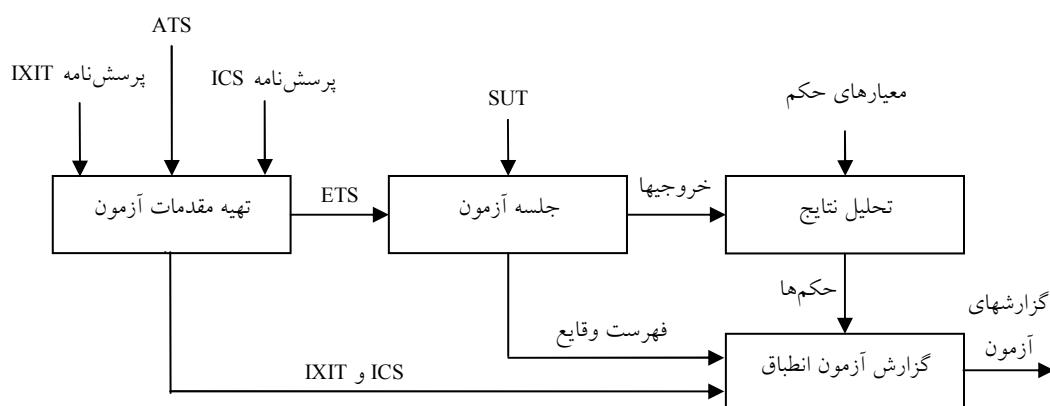 ATS
پرسش‌نامه IXIT
پرسش‌نامه ICS
SUT
معیارهای حکم
تهیه مقدمات آزمون
ETS
جلسه آزمون
خروجیها
تحلیل نتایج
حکم‌ها
گزارشهای
آزمون
فهرست وقایع
گزارش آزمون انطباق
ICS و IXIT